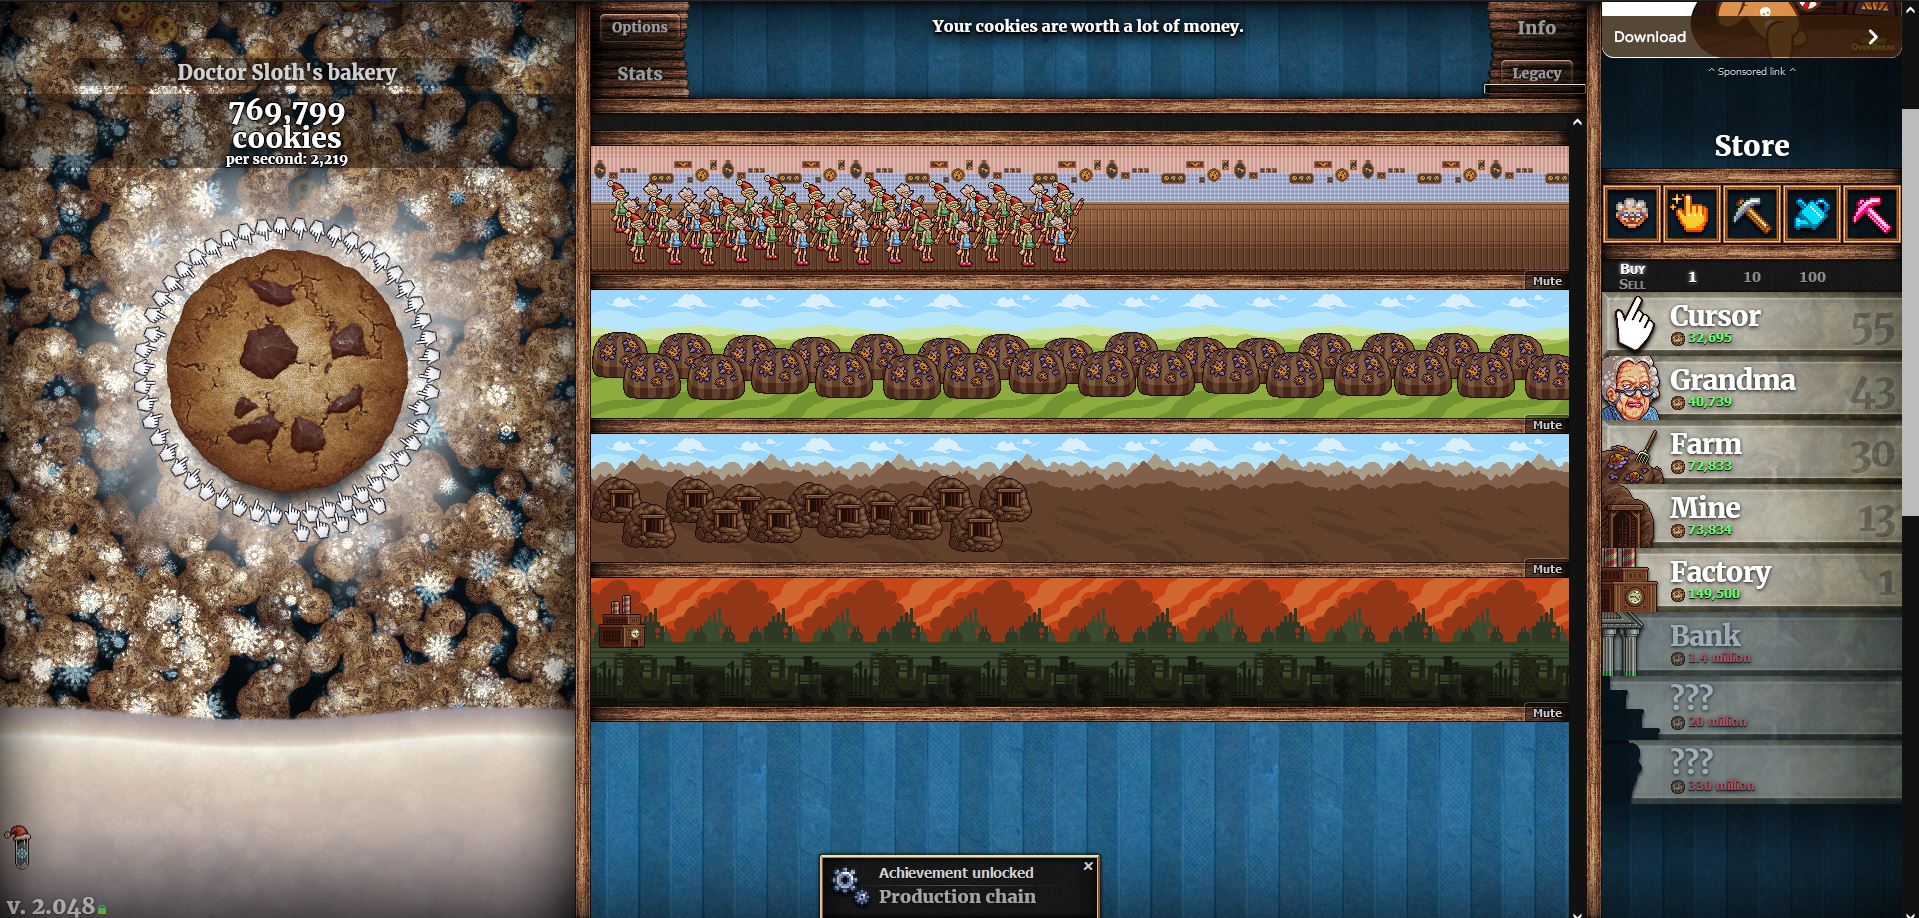 Doctor Sloth's bakery
769,799
cookies
per second: 2,219
v. 2.048
Options
Stats
Your cookies are worth a lot of money.
Info
Legacy
Mute
Mute
Mute
Mute
Achievement unlocked
Production chain
Download
^ Sponsored link ^
Store
BUY
SELL
1
10
100
Cursor
32,695
55
Grandma
40,739
43
Farm
72,833
30
Mine
73,834
13
Factory
149,500
1
Bank
1.4 million
???
20 million
???
330 million